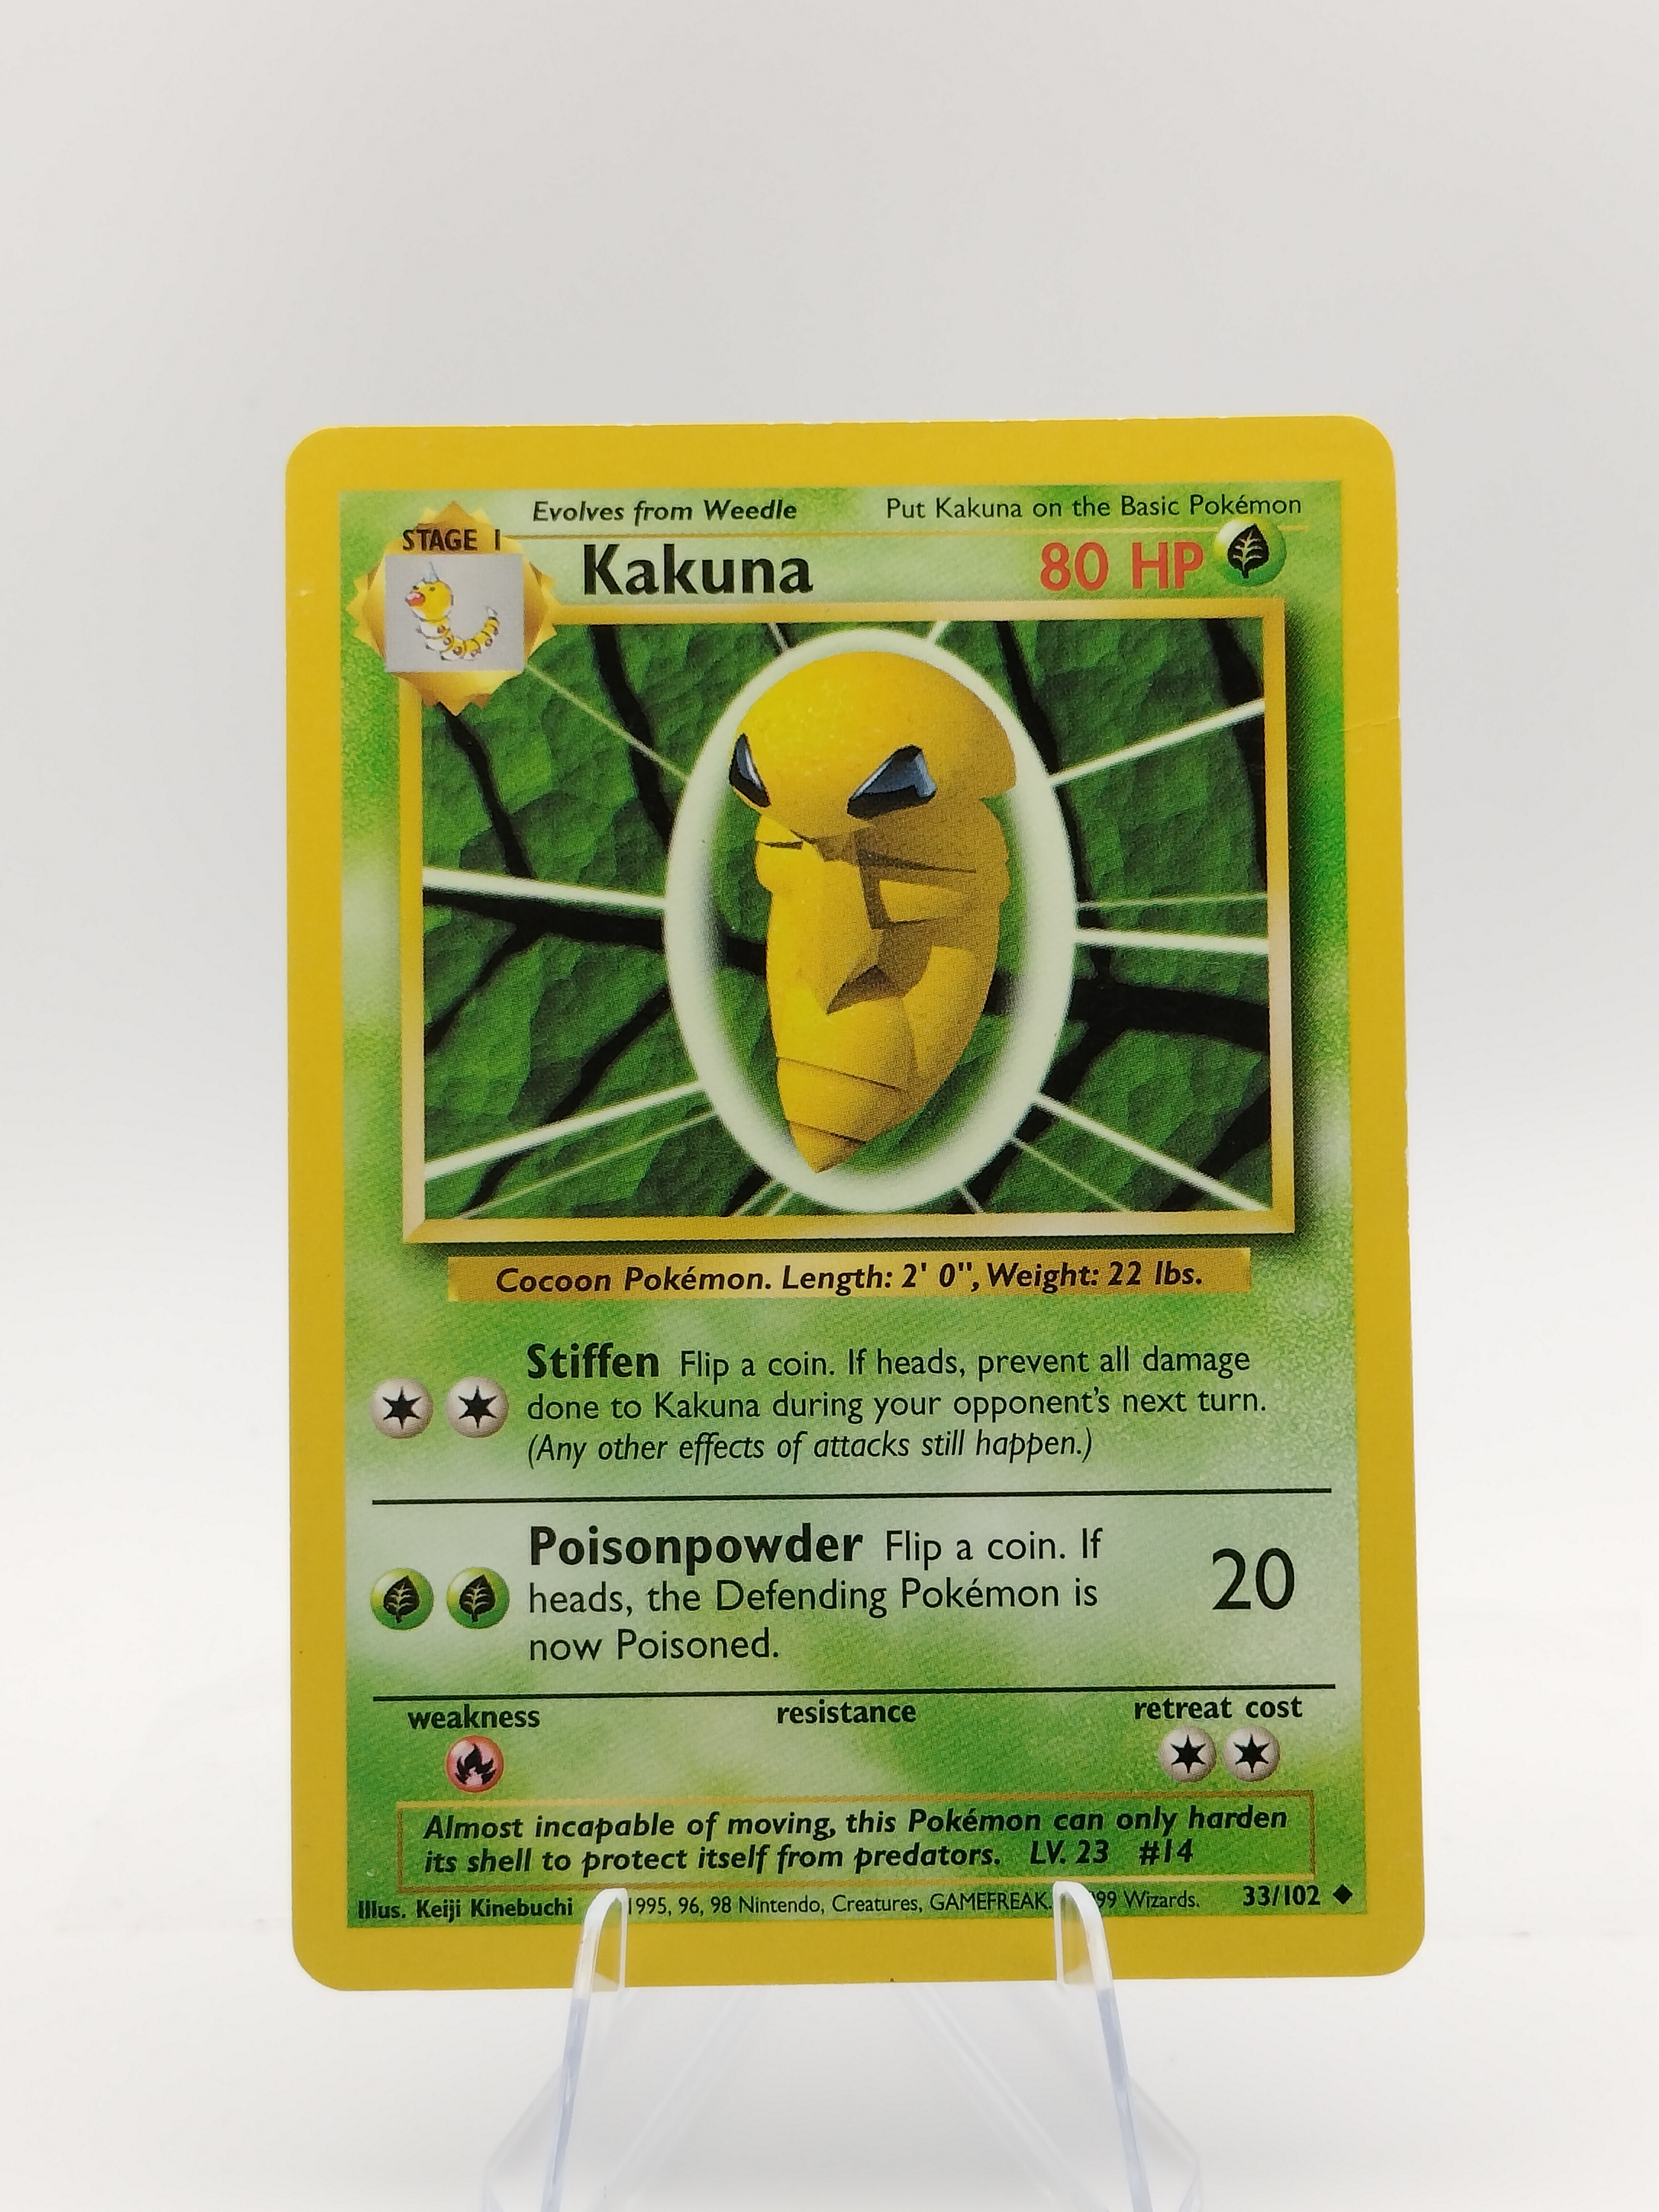 Evolves from Weedle Put Kakuna on the Basic Pokémon
STAGE 1
Kakuna 80 HP
Cocoon Pokémon. Length: 2' 0", Weight: 22 lbs.
Stiffen Flip a coin. If heads, prevent all damage
done to Kakuna during your opponent's next turn.
(Any other effects of attacks still happen.)
Poisonpowder Flip a coin. If
heads, the Defending Pokémon is
now Poisoned.
20
weakness resistance retreat cost
Almost incapable of moving, this Pokémon can only harden
its shell to protect itself from predators. LV. 23 #14
Illus. Keiji Kinebuchi 1995, 96, 98 Nintendo, Creatures, GAMEFREAK. 99 Wizards. 33/102